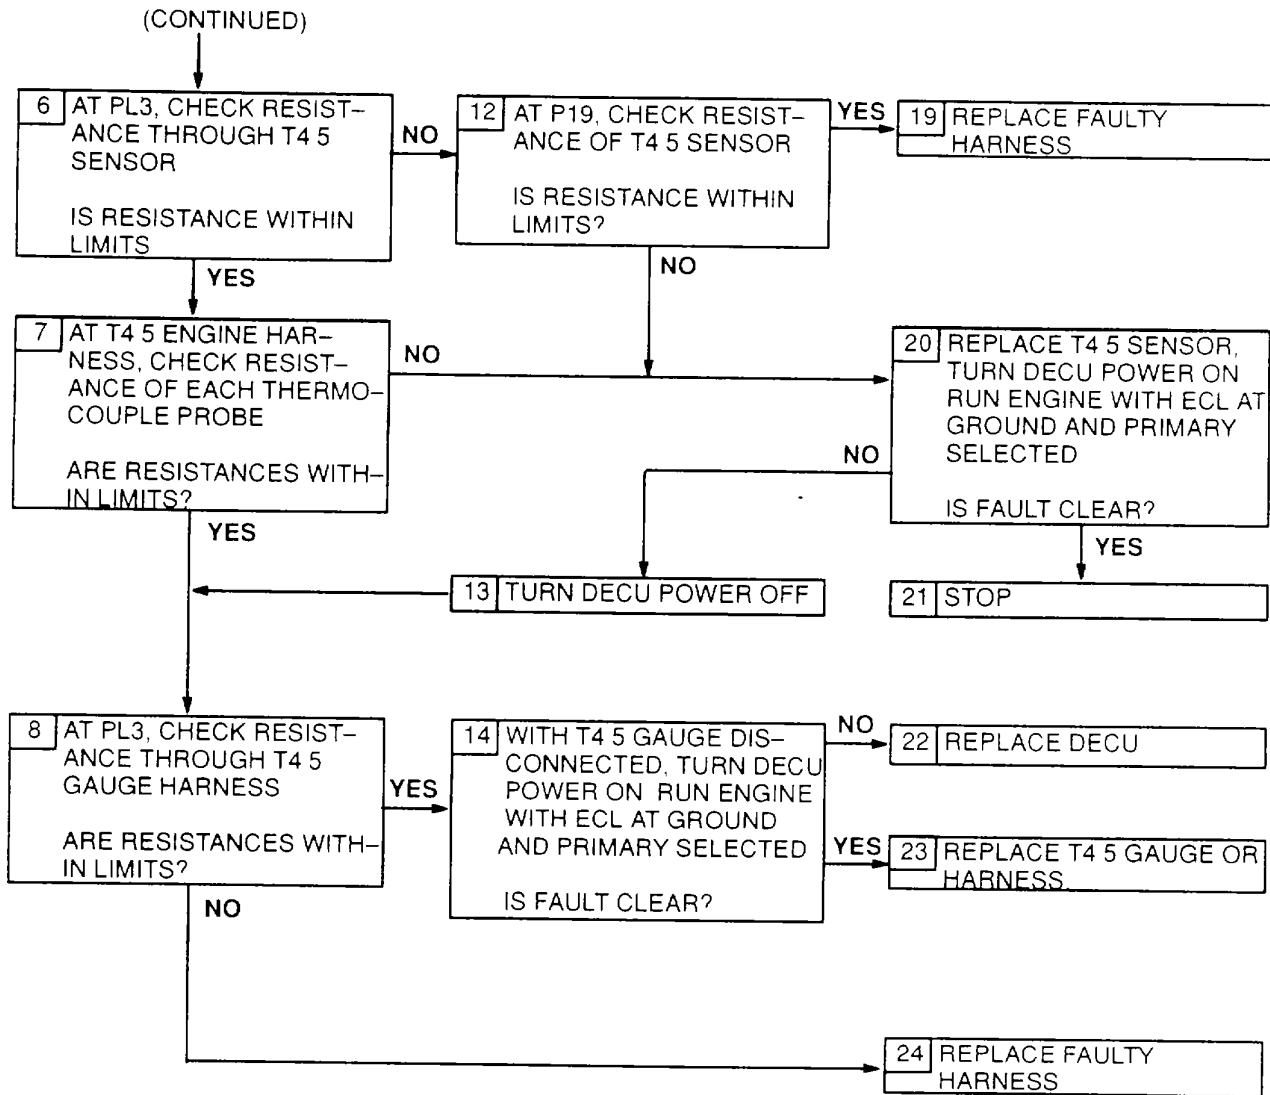 (CONTINUED)
6 AT PL3, CHECK RESIST-
ANCE THROUGH T4 5
SENSOR
IS RESISTANCE WITHIN
LIMITS
NO
YES
12 AT P19, CHECK RESIST-
ANCE OF T4 5 SENSOR
IS RESISTANCE WITHIN
LIMITS?
YES
NO
19 REPLACE FAULTY
HARNESS
7 AT T4 5 ENGINE HAR-
NESS, CHECK RESIST-
ANCE OF EACH THERMO-
COUPLE PROBE
ARE RESISTANCES WITH-
IN LIMITS?
NO
YES
20 REPLACE T4 5 SENSOR,
TURN DECU POWER ON
RUN ENGINE WITH ECL AT
GROUND AND PRIMARY
SELECTED
IS FAULT CLEAR?
NO
YES
13 TURN DECU POWER OFF
21 STOP
8 AT PL3, CHECK RESIST-
ANCE THROUGH T4 5
GAUGE HARNESS
ARE RESISTANCES WITH-
IN LIMITS?
YES
NO
14 WITH T4 5 GAUGE DIS-
CONNECTED, TURN DECU
POWER ON RUN ENGINE
WITH ECL AT GROUND
AND PRIMARY SELECTED
IS FAULT CLEAR?
NO
YES
22 REPLACE DECU
23 REPLACE T4 5 GAUGE OR
HARNESS
24 REPLACE FAULTY
HARNESS